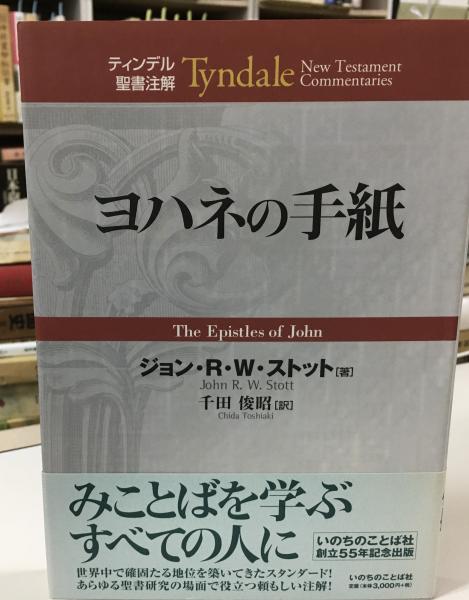 ティンデル
聖書注解
Tyndale
New Testament
Commentaries
ヨハネの手紙
The Epistles of John
ジョン・R・W・ストット[著]
John R. W. Stott
千田 俊昭[訳]
Chida Toshiaki
みことばを学ぶ
すべての人に
いのちのことば社
創立55年記念出版
世界中で確固たる地位を築いてきたスタンダード!
あらゆる聖書研究の場面で役立つ頼もしい注解!
いのちのことば社
定価(本体3,000円+税)